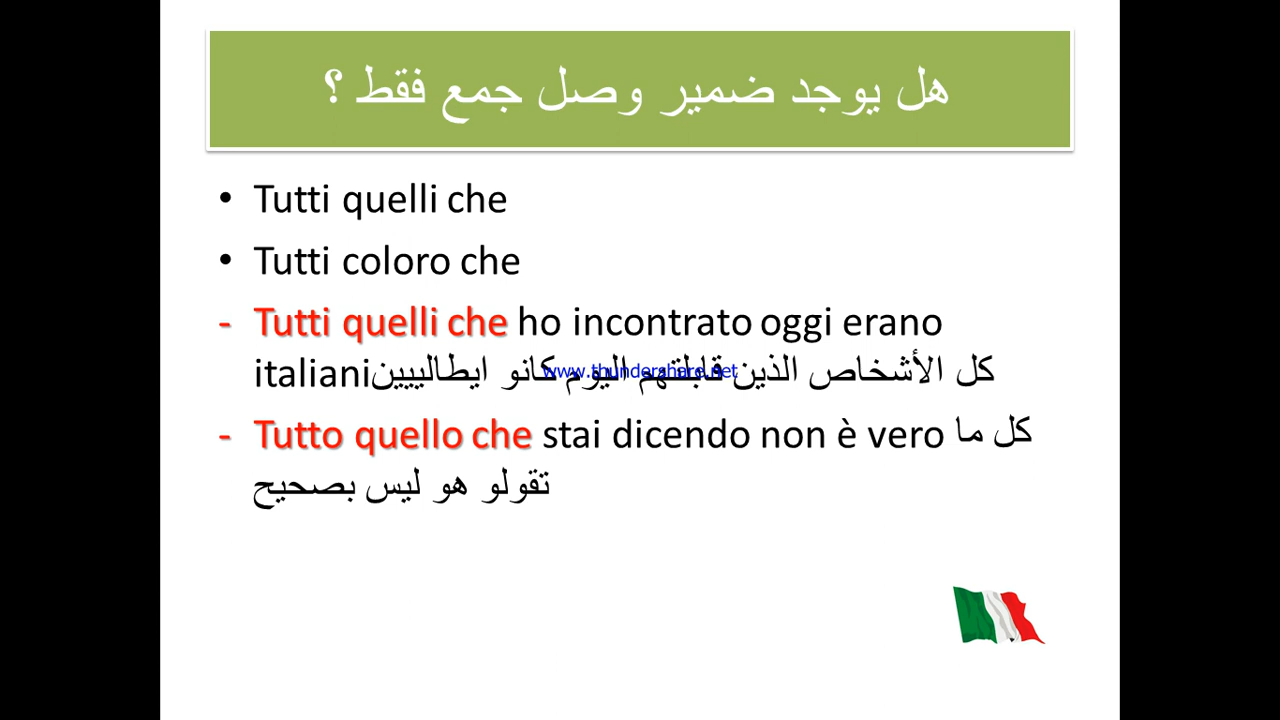 هل يوجد ضمير وصل جمع فقط ؟
• Tutti quelli che
• Tutti coloro che
- Tutti quelli che ho incontrato oggi erano
italiani كل الأشخاص الذين قابلتهم اليوم كانو ايطالييين
www.thundershare.net
- Tutto quello che stai dicendo non è vero كل ما
تقولو هو ليس بصحيح